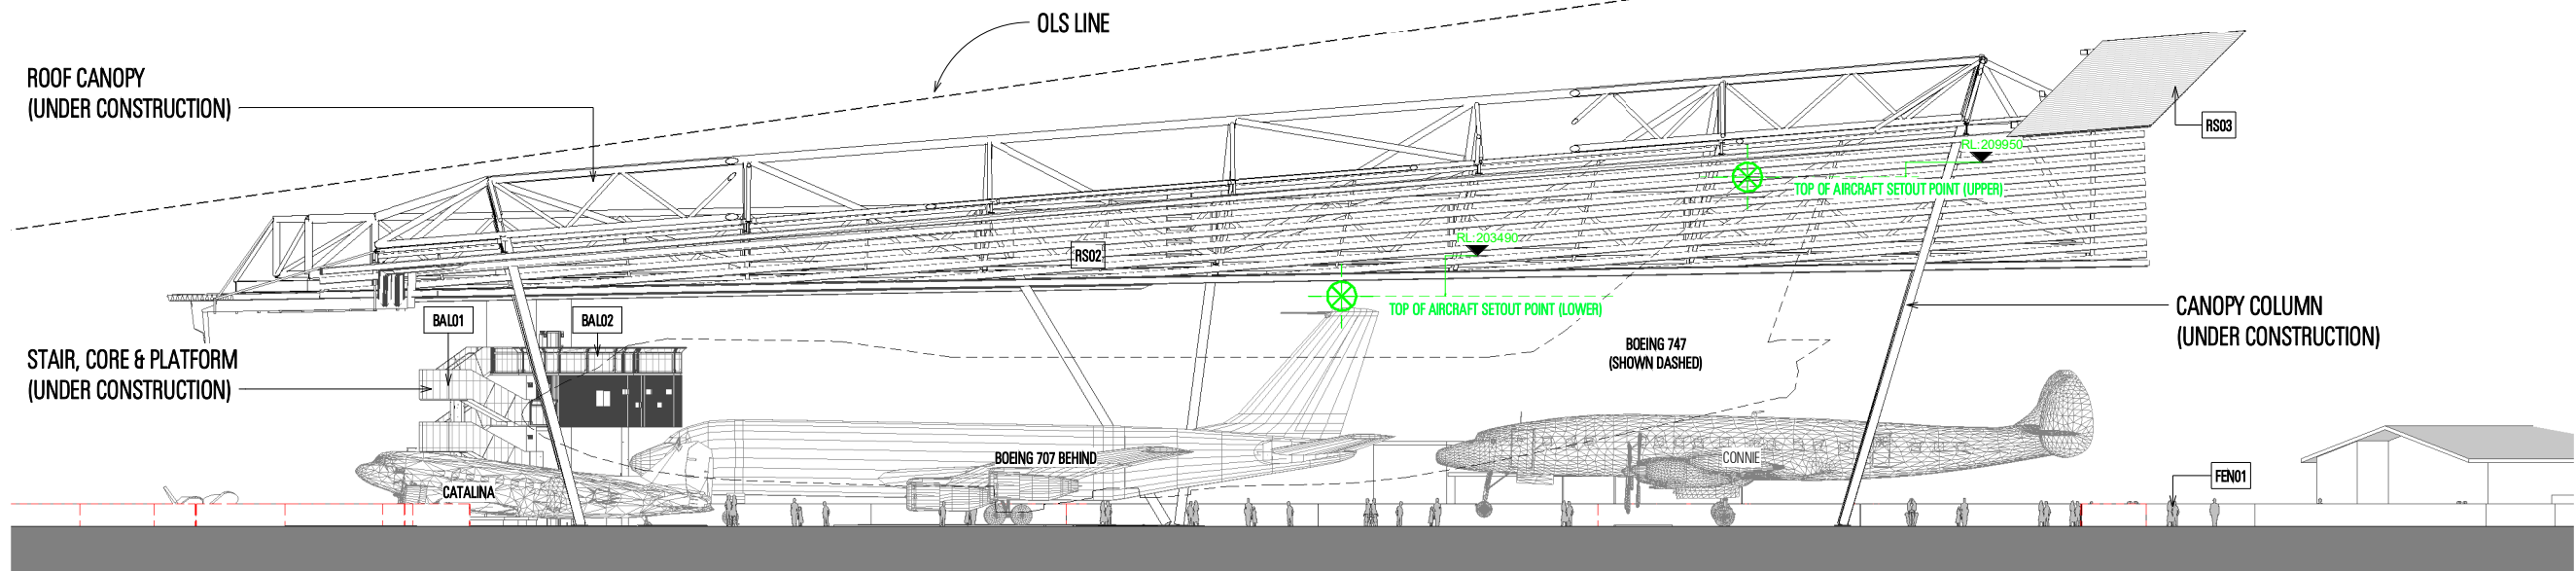 OLS LINE
ROOF CANOPY
(UNDER CONSTRUCTION)
RS03
RL:209950
TOP OF AIRCRAFT SETOUT POINT (UPPER)
RL:203490
RS02
TOP OF AIRCRAFT SETOUT POINT (LOWER)
CANOPY COLUMN
(UNDER CONSTRUCTION)
BAL01
BAL02
BOEING 747
(SHOWN DASHED)
STAIR, CORE & PLATFORM
(UNDER CONSTRUCTION)
BOEING 707 BEHIND
CONNIE
CATALINA
FEN01